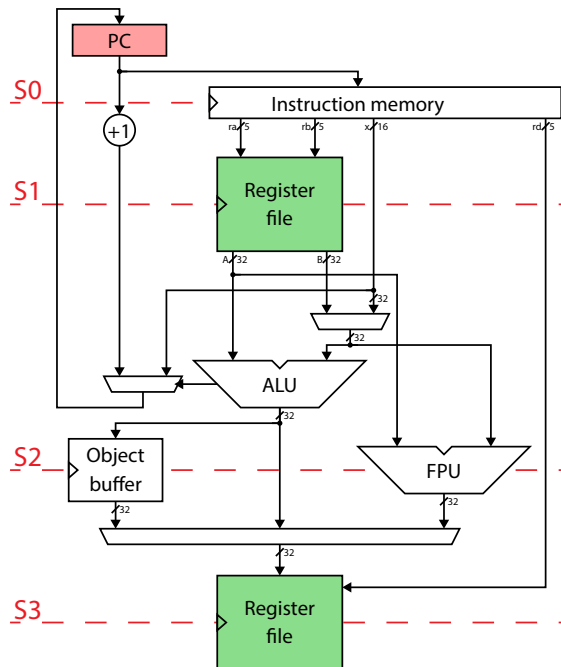 PC
S0
Instruction memory
ra 5
rb 5
x 16
rd 5
+1
S1
Register
file
A 32
B 32
32
32
ALU
32
S2
Object
buffer
FPU
32
32
32
S3
Register
file